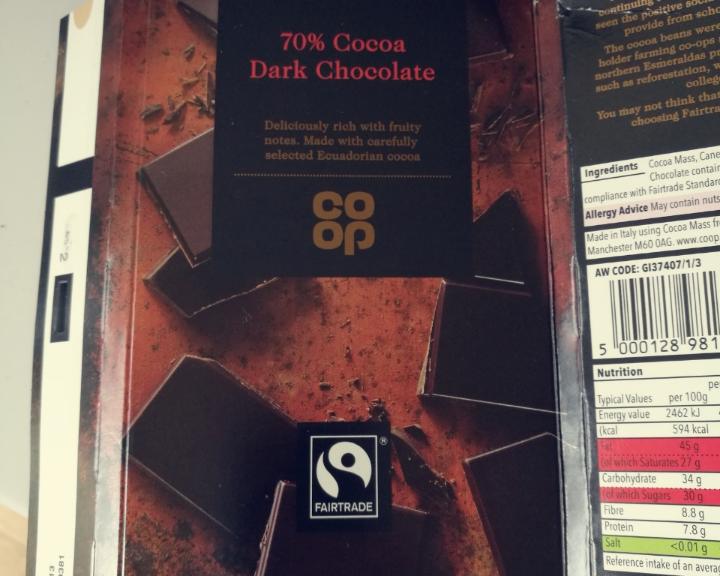 70% Cocoa
Dark Chocolate
Deliciously rich with fruity
notes. Made with carefully
selected Ecuadorian cocoa
CO
OP
®
FAIRTRADE
continuing
seen the positive
provide from
The cocoa beans were
holder farming co-ops
northern Esmeraldas
such as reforestation,
You may not think that
choosing Fairtra
Ingredients Cocoa Mass, Cane
Chocolate contain
compliance with Fairtrade Standar
Allergy Advice May contain nuts
Made in Italy using Cocoa Mass fr
Manchester M60 0AG. www.coop
AW CODE: GI37407/1/3
5 000128 981
Nutrition
Typical Values per 100g
Energy value 2462 kJ
(kcal 594 kcal
Fat 45 g
(of which Saturates 27 g
Carbohydrate 34 g
(of which Sugars 30 g
Fibre 8.8 g
Protein 7.8 g
Salt <0.01 g
Reference intake of an averag